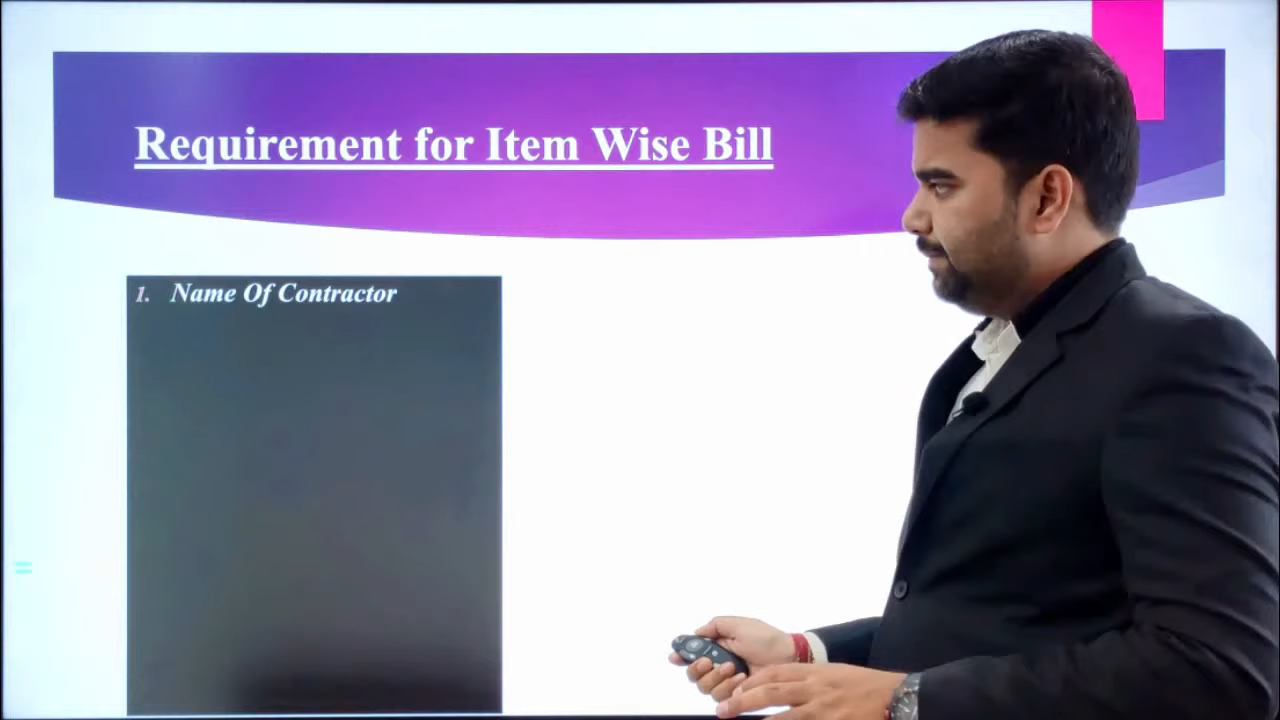 Requirement for Item Wise Bill
1. Name Of Contractor